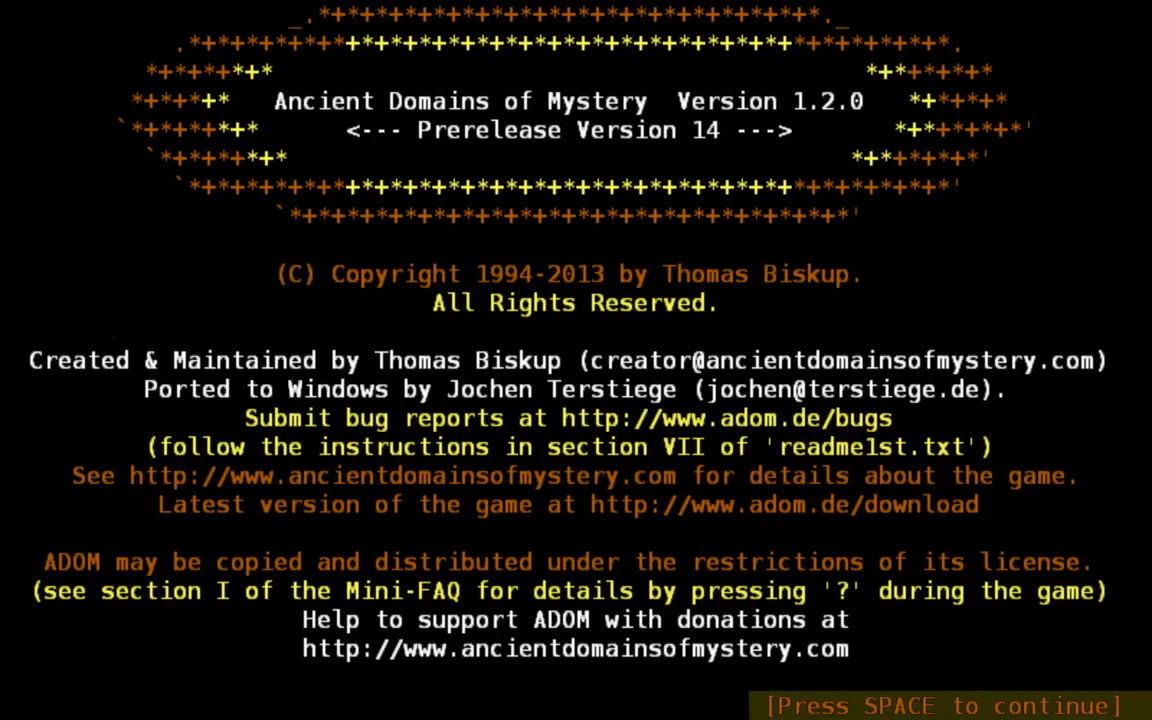 Ancient Domains of Mystery  Version 1.2.0
<--- Prerelease Version 14 --->
(C) Copyright 1994-2013 by Thomas Biskup.
All Rights Reserved.
Created & Maintained by Thomas Biskup (creator@ancientdomainsofmystery.com)
Ported to Windows by Jochen Terstiege (jochen@terstiege.de).
Submit bug reports at http://www.adom.de/bugs
(follow the instructions in section VII of 'readme1st.txt')
See http://www.ancientdomainsofmystery.com for details about the game.
Latest version of the game at http://www.adom.de/download
ADOM may be copied and distributed under the restrictions of its license.
(see section I of the Mini-FAQ for details by pressing '?' during the game)
Help to support ADOM with donations at
http://www.ancientdomainsofmystery.com
[Press SPACE to continue]